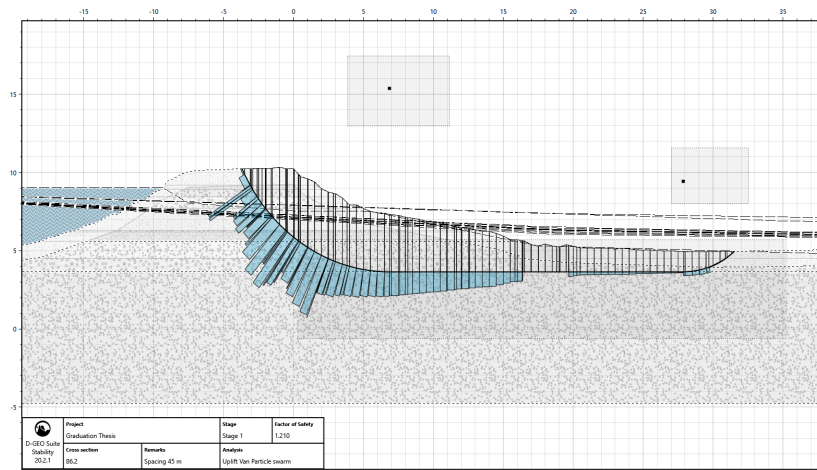 -15 -10 -5 0 5 10 15 20 25 30 35
15
10
5
0
-5
D-GEO Suite
Stability
20.2.1
Project
Graduation Thesis
Stage
Stage 1
Factor of Safety
1.210
Cross section
86.2
Remarks
Spacing 45 m
Analysis
Uplift Van Particle swarm